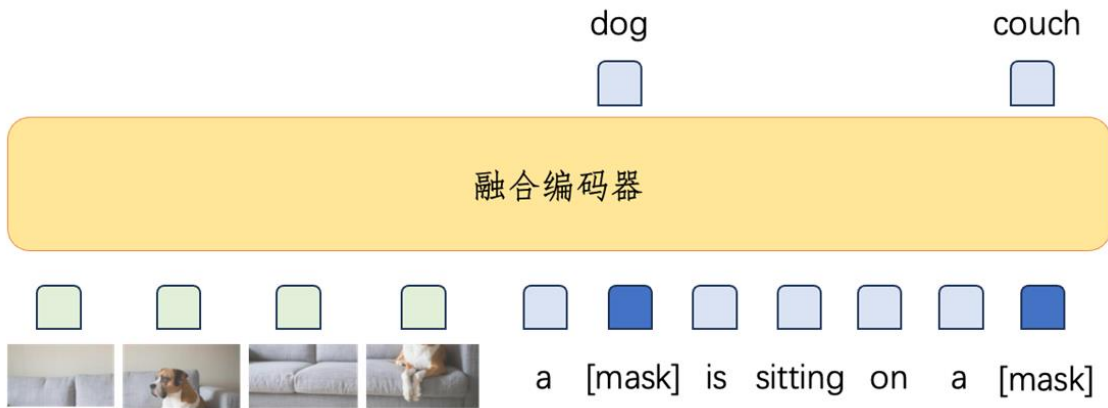 dog couch
融合编码器
a [mask] is sitting on a [mask]